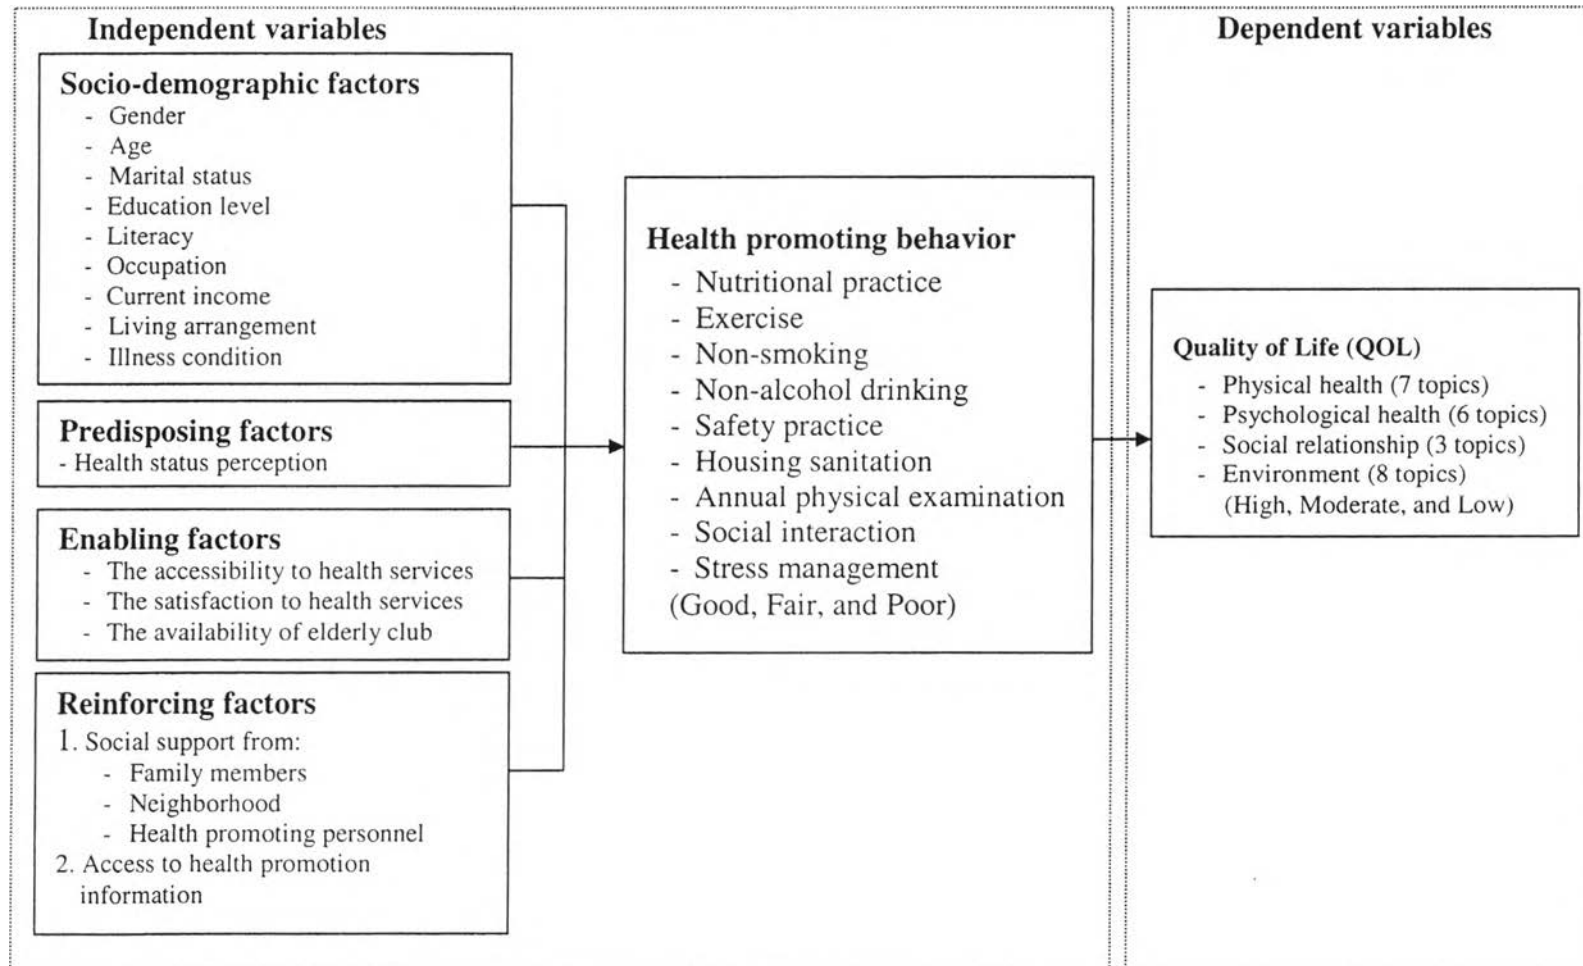 Independent variables
Socio-demographic factors
- Gender
- Age
- Marital status
- Education level
- Literacy
- Occupation
- Current income
- Living arrangement
- Illness condition
Predisposing factors
- Health status perception
Enabling factors
- The accessibility to health services
- The satisfaction to health services
- The availability of elderly club
Reinforcing factors
1. Social support from:
- Family members
- Neighborhood
- Health promoting personnel
2. Access to health promotion
information
Health promoting behavior
- Nutritional practice
- Exercise
- Non-smoking
- Non-alcohol drinking
- Safety practice
- Housing sanitation
- Annual physical examination
- Social interaction
- Stress management
(Good, Fair, and Poor)
Dependent variables
Quality of Life (QOL)
- Physical health (7 topics)
- Psychological health (6 topics)
- Social relationship (3 topics)
- Environment (8 topics)
(High, Moderate, and Low)